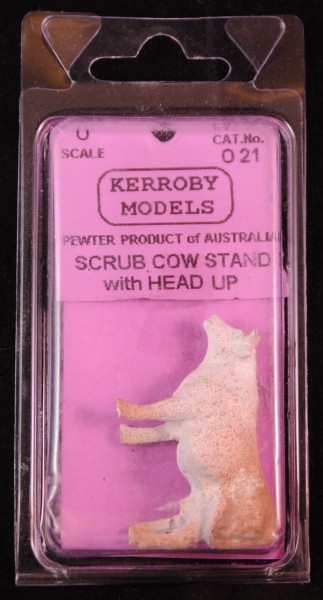 O
SCALE
CAT.No.
O 21
KERROBY
MODELS
PEWTER PRODUCT of AUSTRALIA
SCRUB COW STAND
with HEAD UP